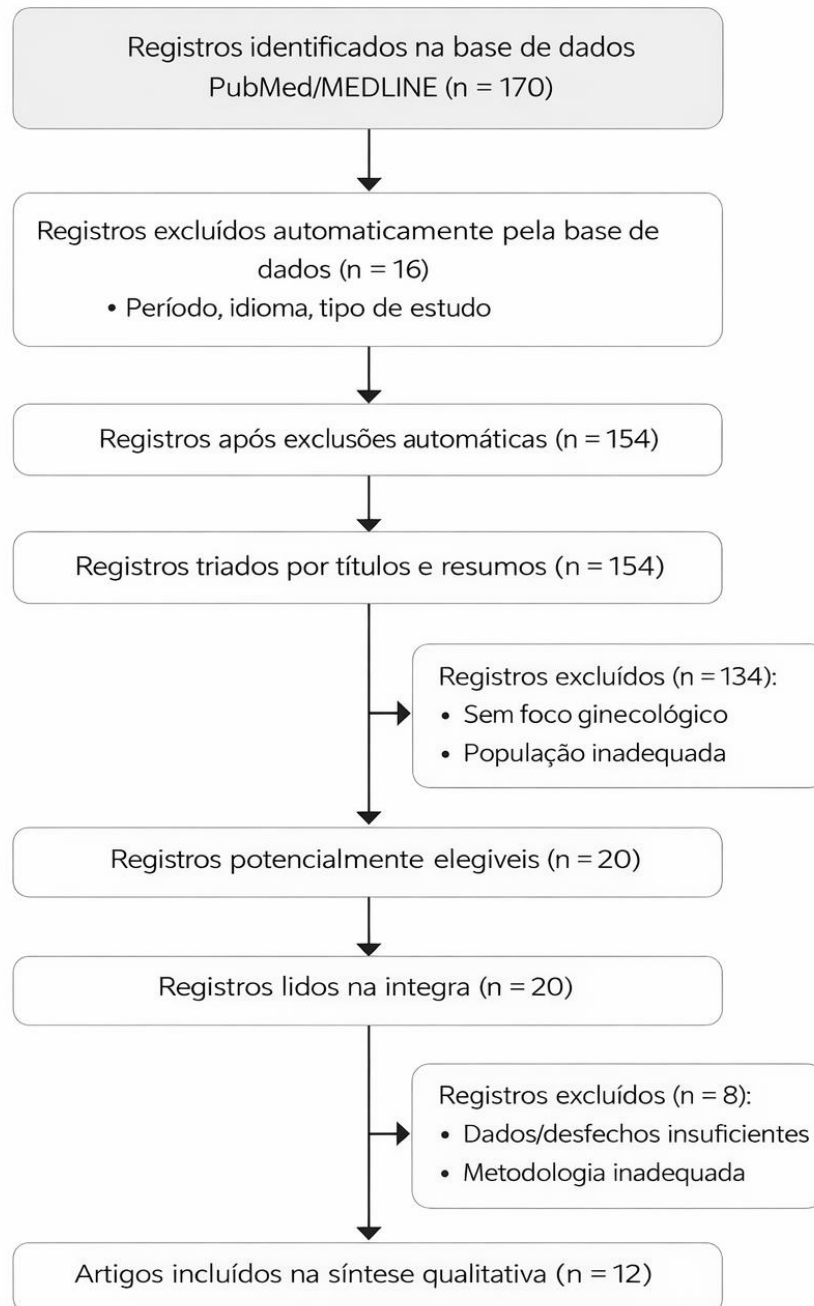 Registros identificados na base de dados
PubMed/MEDLINE (n = 170)
Registros excluídos automaticamente pela base de
dados (n = 16)
• Período, idioma, tipo de estudo
Registros após exclusões automáticas (n = 154)
Registros triados por títulos e resumos (n = 154)
Registros excluídos (n = 134):
• Sem foco ginecológico
• População inadequada
Registros potencialmente elegíveis (n = 20)
Registros lidos na integra (n = 20)
Registros excluídos (n = 8):
• Dados/desfechos insuficientes
• Metodologia inadequada
Artigos incluídos na síntese qualitativa (n = 12)